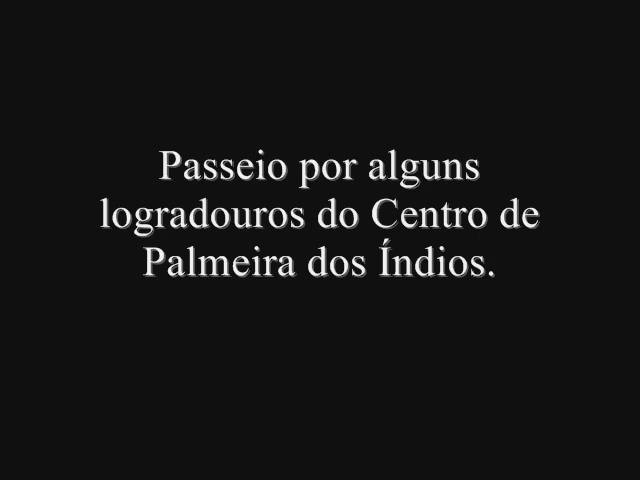 Passeio por alguns
logradouros do Centro de
Palmeira dos Índios.